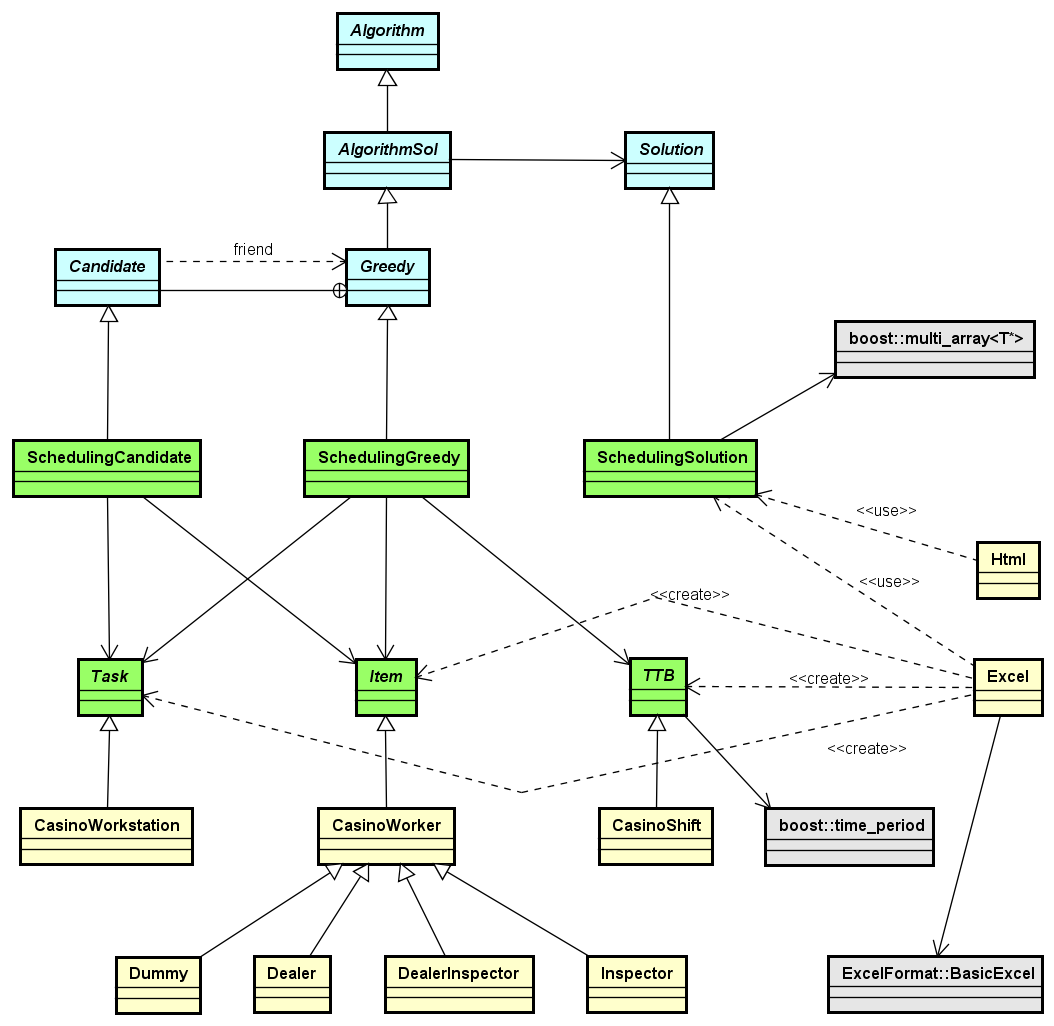 Algorithm
AlgorithmSol
Solution
friend
Candidate
Greedy
boost::multi_array<T*>
SchedulingCandidate
SchedulingGreedy
SchedulingSolution
<<use>>
Html
<<use>>
<<create>>
Task
Item
TTB
<<create>>
Excel
<<create>>
CasinoWorkstation
CasinoWorker
CasinoShift
boost::time_period
Dummy
Dealer
DealerInspector
Inspector
ExcelFormat::BasicExcel